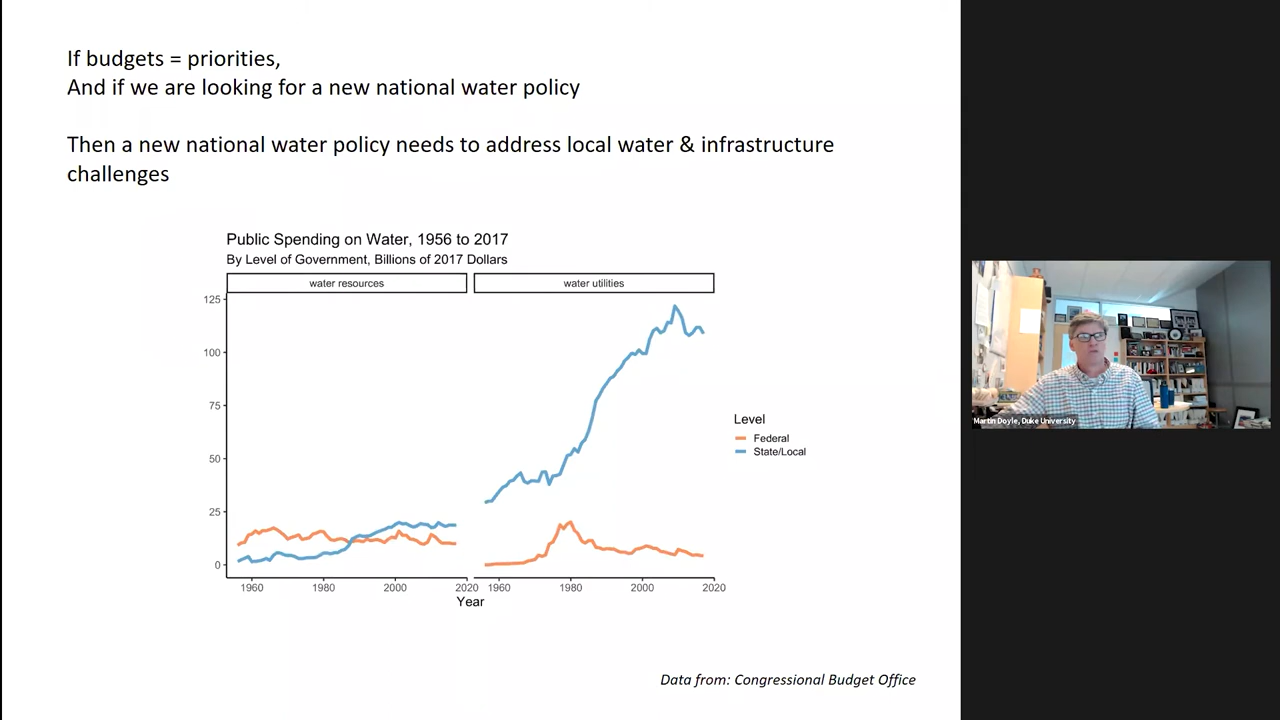 If budgets = priorities,
And if we are looking for a new national water policy
Then a new national water policy needs to address local water & infrastructure
challenges
Public Spending on Water, 1956 to 2017
By Level of Government, Billions of 2017 Dollars
water resources
water utilities
125
100
75
50
25
0
1960
1980
2000
2020
1960
1980
2000
2020
Year
Level
Federal
State/Local
Data from: Congressional Budget Office
Martin Doyle, Duke University